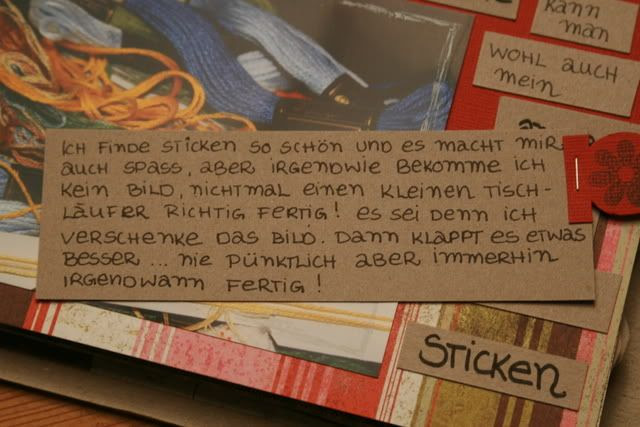 kann
man
WOHL AUCH
mein
ICH FINDE STICKEN SO SCHÖN UND ES MACHT MIR
AUCH SPASS, ABER IRGENDWIE BEKOMME ICH
KEIN BILD, NICHTMAL EINEN KLEINEN TISCH-
LÄUFER RICHTIG FERTIG! ES SEI DENN ICH
VERSCHENKE DAS BILD. DANN KLAPPT ES ETWAS
BESSER ... NIE PÜNKTLICH ABER IMMERHIN
IRGENDWANN FERTIG!
STICKEN